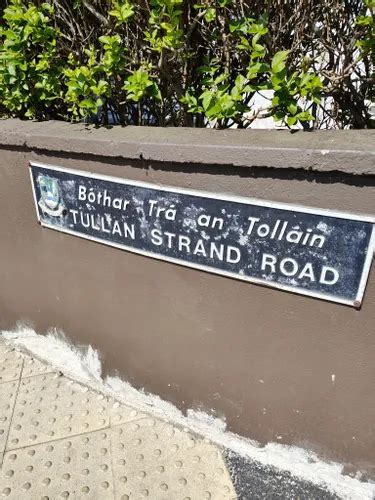 Bóthar Trá an Tolláin
TULLAN STRAND ROAD